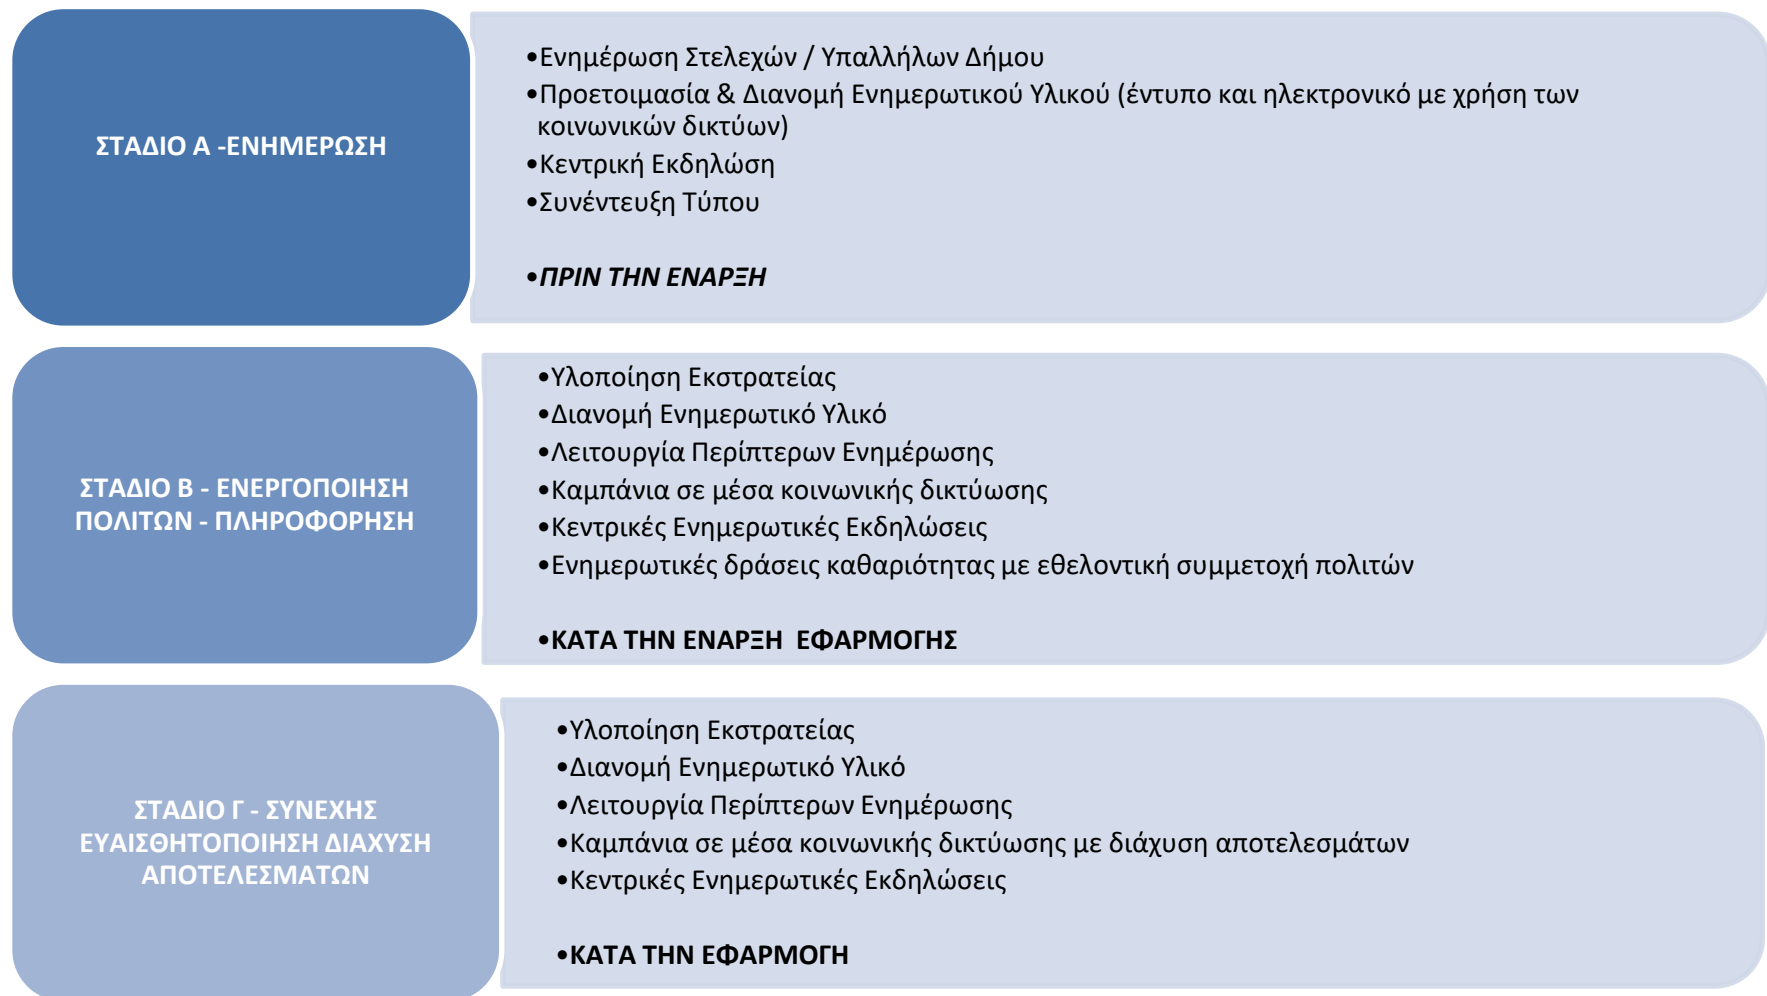 ΣΤΑΔΙΟ Α -ΕΝΗΜΕΡΩΣΗ
•Ενημέρωση Στελεχών / Υπαλλήλων Δήμου
•Προετοιμασία & Διανομή Ενημερωτικού Υλικού (έντυπο και ηλεκτρονικό με χρήση των
κοινωνικών δικτύων)
•Κεντρική Εκδηλώση
•Συνέντευξη Τύπου
•ΠΡΙΝ ΤΗΝ ΕΝΑΡΞΗ
ΣΤΑΔΙΟ Β - ΕΝΕΡΓΟΠΟΙΗΣΗ
ΠΟΛΙΤΩΝ - ΠΛΗΡΟΦΟΡΗΣΗ
•Υλοποίηση Εκστρατείας
•Διανομή Ενημερωτικό Υλικό
•Λειτουργία Περίπτερων Ενημέρωσης
•Καμπάνια σε μέσα κοινωνικής δικτύωσης
•Κεντρικές Ενημερωτικές Εκδηλώσεις
•Ενημερωτικές δράσεις καθαριότητας με εθελοντική συμμετοχή πολιτών
•ΚΑΤΑ ΤΗΝ ΕΝΑΡΞΗ  ΕΦΑΡΜΟΓΗΣ
ΣΤΑΔΙΟ Γ - ΣΥΝΕΧΗΣ
ΕΥΑΙΣΘΗΤΟΠΟΙΗΣΗ ΔΙΑΧΥΣΗ
ΑΠΟΤΕΛΕΣΜΑΤΩΝ
•Υλοποίηση Εκστρατείας
•Διανομή Ενημερωτικό Υλικό
•Λειτουργία Περίπτερων Ενημέρωσης
•Καμπάνια σε μέσα κοινωνικής δικτύωσης με διάχυση αποτελεσμάτων
•Κεντρικές Ενημερωτικές Εκδηλώσεις
•ΚΑΤΑ ΤΗΝ ΕΦΑΡΜΟΓΗ